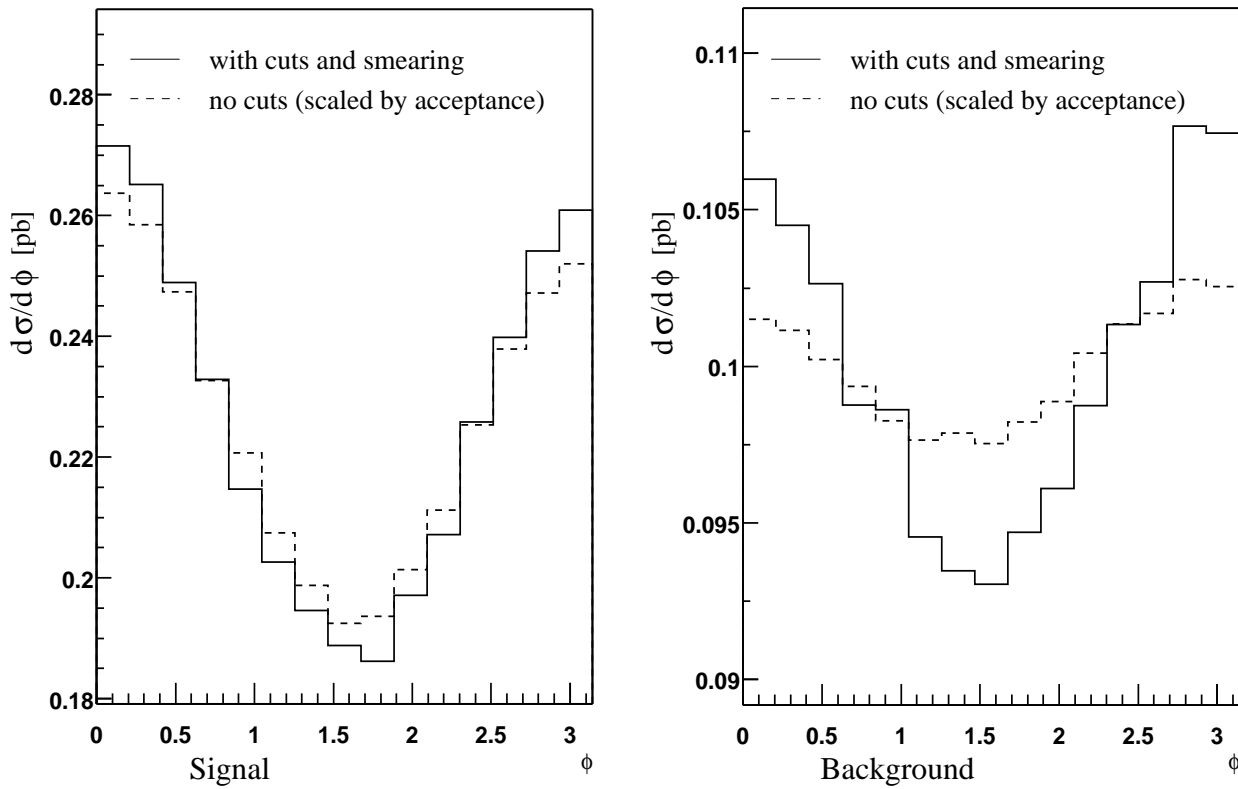 with cuts and smearing
no cuts (scaled by acceptance)
dσ/dϕ [pb]
0.28
0.26
0.24
0.22
0.2
0.18
0 0.5 1 1.5 2 2.5 3
Signal ϕ
with cuts and smearing
no cuts (scaled by acceptance)
dσ/dϕ [pb]
0.11
0.105
0.1
0.095
0.09
0 0.5 1 1.5 2 2.5 3
Background ϕ